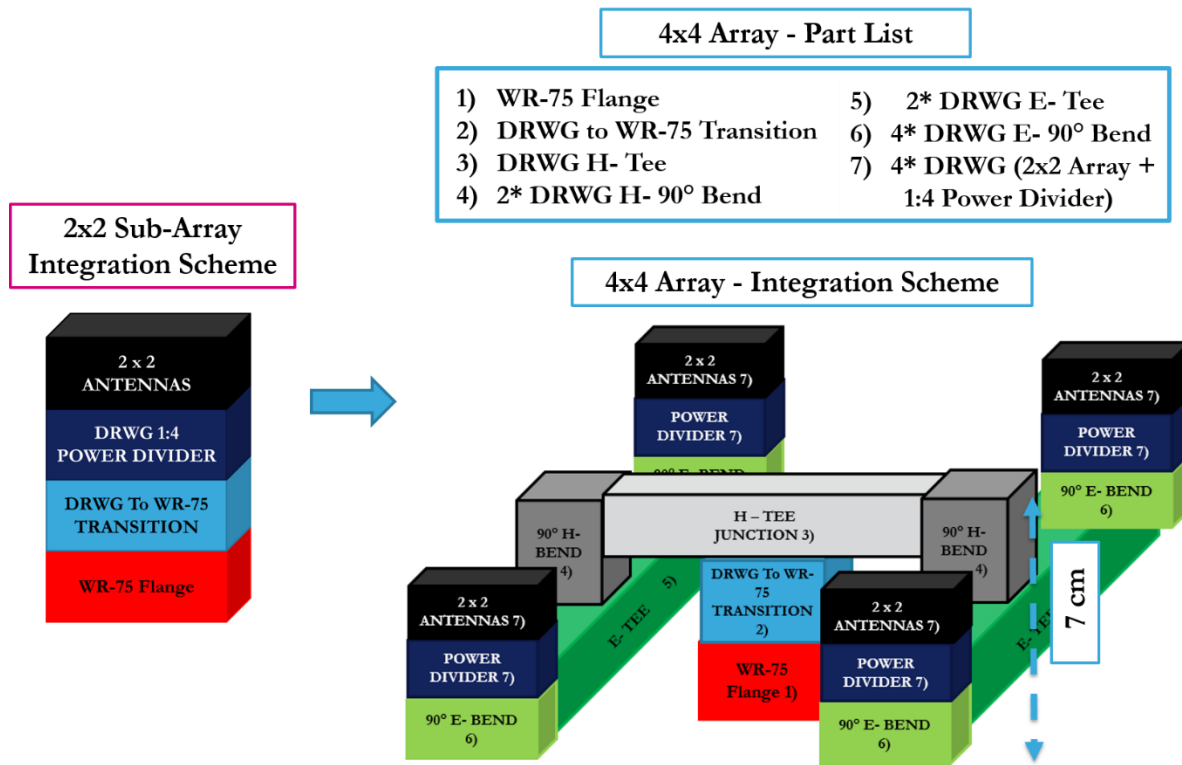 4x4 Array - Part List
1) WR-75 Flange
2) DRWG to WR-75 Transition
3) DRWG H- Tee
4) 2* DRWG H- 90° Bend
5) 2* DRWG E- Tee
6) 4* DRWG E- 90° Bend
7) 4* DRWG (2x2 Array +
1:4 Power Divider)
2x2 Sub-Array
Integration Scheme
2 x 2
ANTENNAS
DRWG 1:4
POWER DIVIDER
DRWG To WR-75
TRANSITION
WR-75 Flange
4x4 Array - Integration Scheme
2 x 2
ANTENNAS 7)
POWER
DIVIDER 7)
90° E- BEND
2 x 2
ANTENNAS 7)
POWER
DIVIDER 7)
90° E- BEND
6)
H – TEE
JUNCTION 3)
90° H-
BEND
4)
90° H-
BEND
4)
DRWG To WR-
75
TRANSITION
2)
WR-75
Flange 1)
E- TEE 5)
2 x 2
ANTENNAS 7)
POWER
DIVIDER 7)
90° E- BEND
6)
2 x 2
ANTENNAS 7)
POWER
DIVIDER 7)
90° E- BEND
6)
7 cm